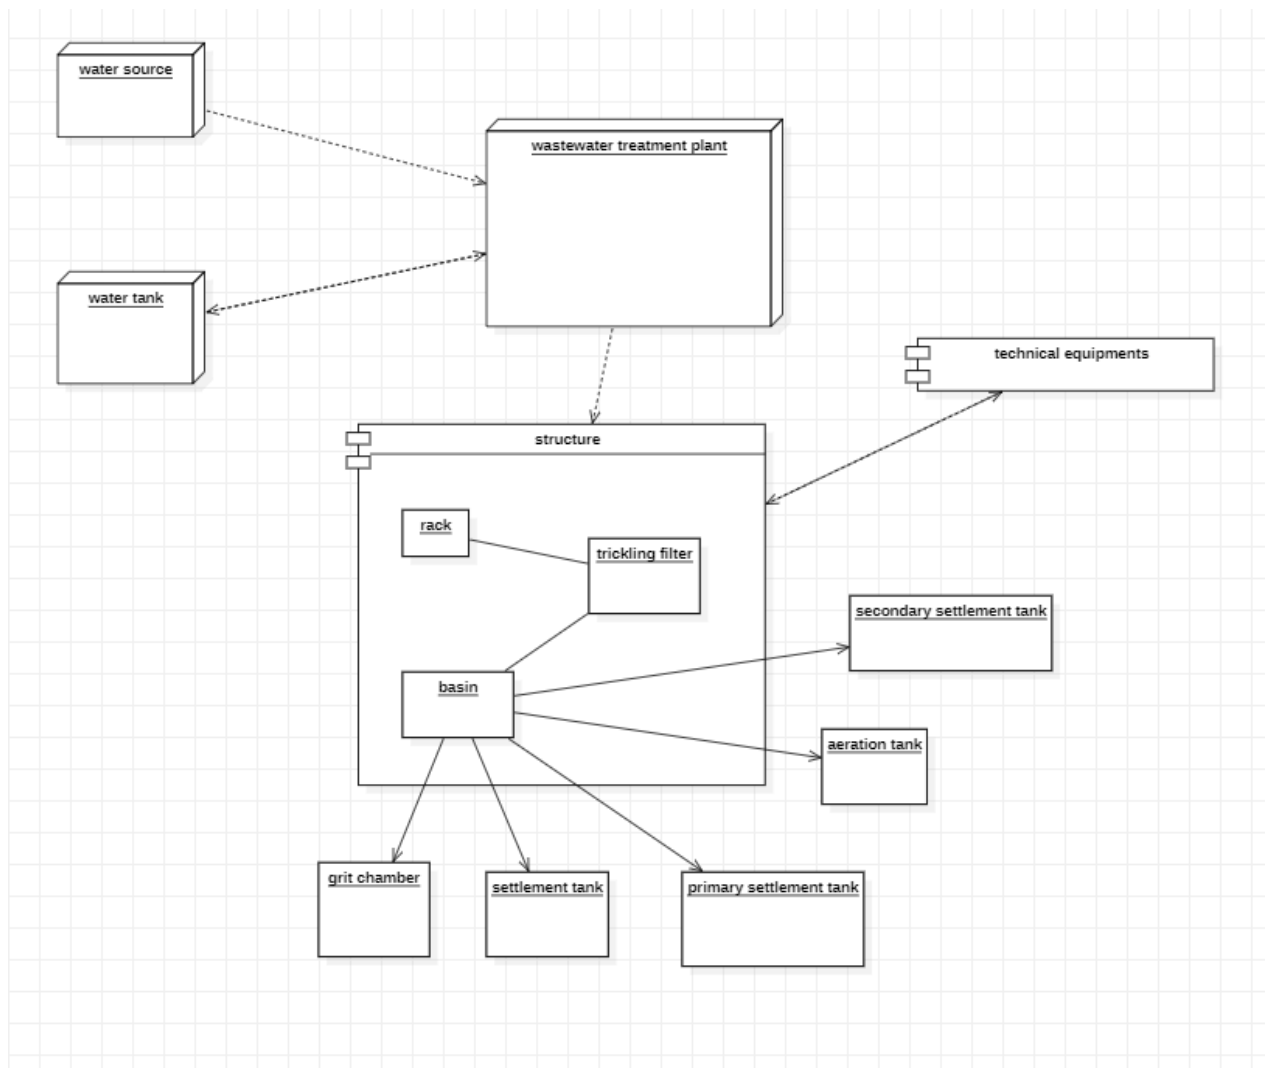 water source
wastewater treatment plant
water tank
technical equipments
structure
rack
trickling filter
secondary settlement tank
basin
aeration tank
grit chamber
settlement tank
primary settlement tank